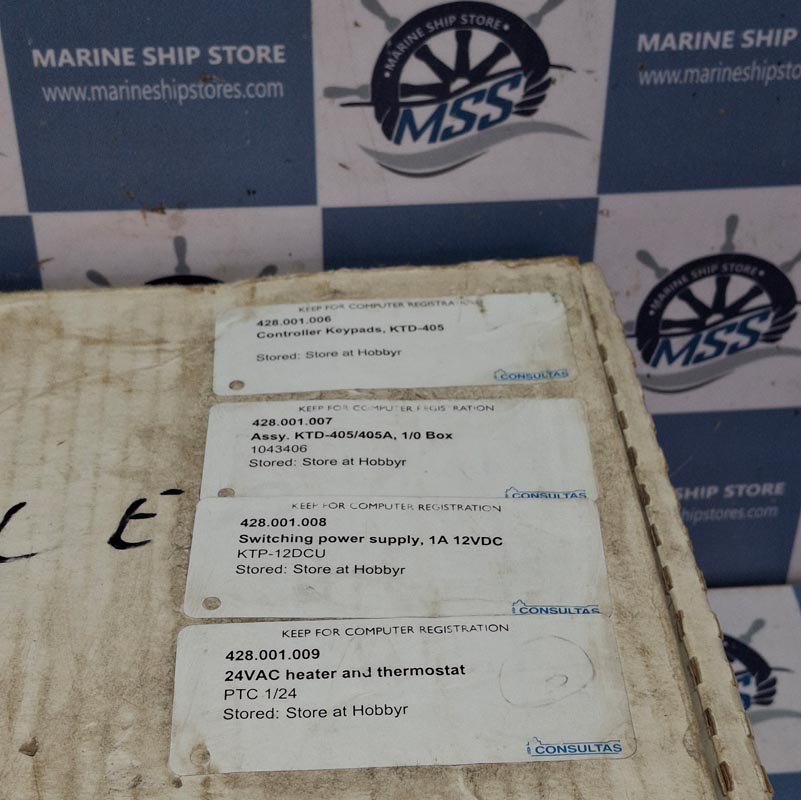 MARINE SHIP STORE
www.marineshipstores.com
MARINE SHIP STORE
MSS
MARINE SHIP
www.marineshipstores
MARINE SHIP STORE
MSS
SHIP STORE
shipstores.com
KEEP FOR COMPUTER REGISTRATION
428.001.006
Controller Keypads, KTD-405
Stored: Store at Hobbyr
CONSULTAS
KEEP FOR COMPUTER REGISTRATION
428.001.007
Assy. KTD-405/405A, 1/0 Box
1043406
Stored: Store at Hobbyr
CONSULTAS
KEEP FOR COMPUTER REGISTRATION
428.001.008
Switching power supply, 1A 12VDC
KTP-12DCU
Stored: Store at Hobbyr
CONSULTAS
KEEP FOR COMPUTER REGISTRATION
428.001.009
24VAC heater and thermostat
PTC 1/24
Stored: Store at Hobbyr
CONSULTAS
L E